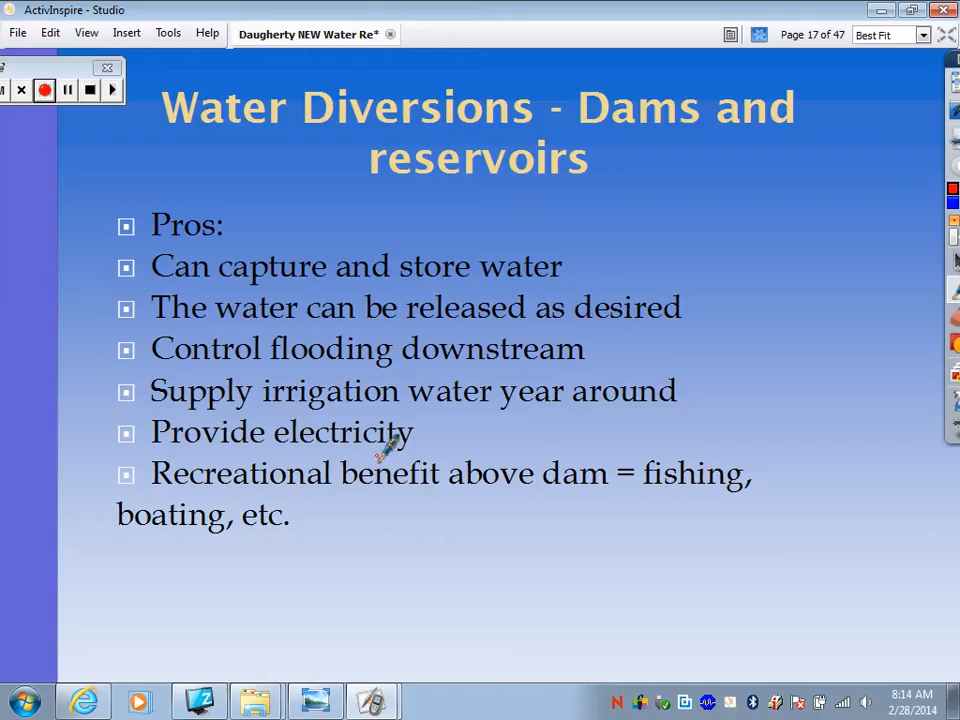 ActivInspire - Studio
File Edit View Insert Tools Help Daugherty NEW Water Re* Page 17 of 47 Best Fit
Water Diversions - Dams and
reservoirs
Pros:
Can capture and store water
The water can be released as desired
Control flooding downstream
Supply irrigation water year around
Provide electricity
Recreational benefit above dam = fishing,
boating, etc.
8:14 AM
2/28/2014